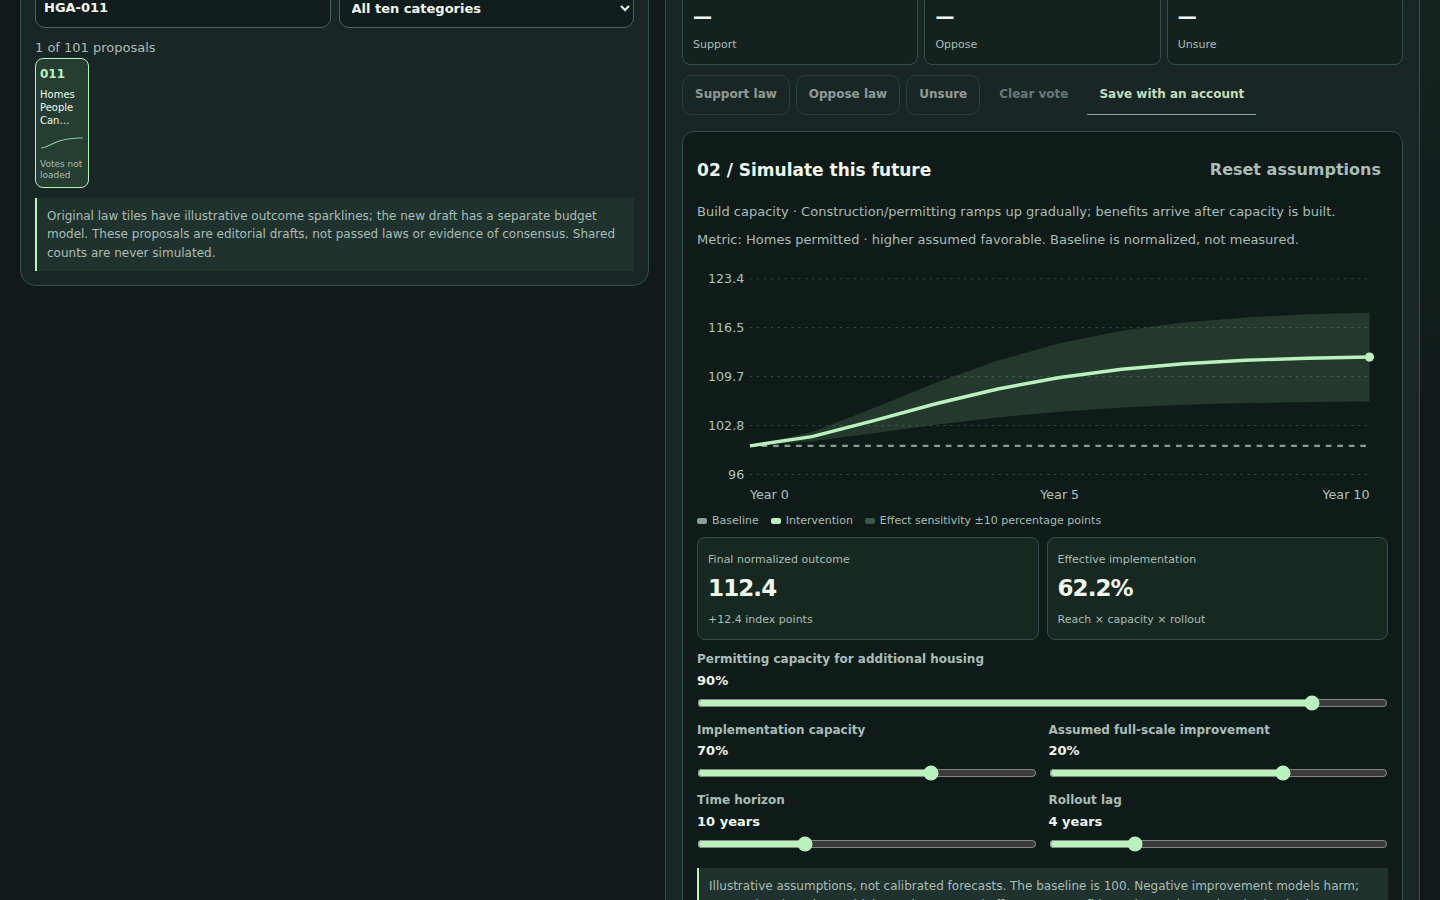 HGA-011
All ten categories
1 of 101 proposals
011
Homes
People
Can...
Votes not
loaded
Original law tiles have illustrative outcome sparklines; the new draft has a separate budget
model. These proposals are editorial drafts, not passed laws or evidence of consensus. Shared
counts are never simulated.
— — —
Support Oppose Unsure
Support law Oppose law Unsure Clear vote Save with an account
02 / Simulate this future Reset assumptions
Build capacity · Construction/permitting ramps up gradually; benefits arrive after capacity is built.
Metric: Homes permitted · higher assumed favorable. Baseline is normalized, not measured.
123.4
116.5
109.7
102.8
96
Year 0 Year 5 Year 10
Baseline Intervention Effect sensitivity ±10 percentage points
Final normalized outcome
112.4
+12.4 index points
Effective implementation
62.2%
Reach × capacity × rollout
Permitting capacity for additional housing
90%
Implementation capacity
70%
Assumed full-scale improvement
20%
Time horizon
10 years
Rollout lag
4 years
Illustrative assumptions, not calibrated forecasts. The baseline is 100. Negative improvement models harm;